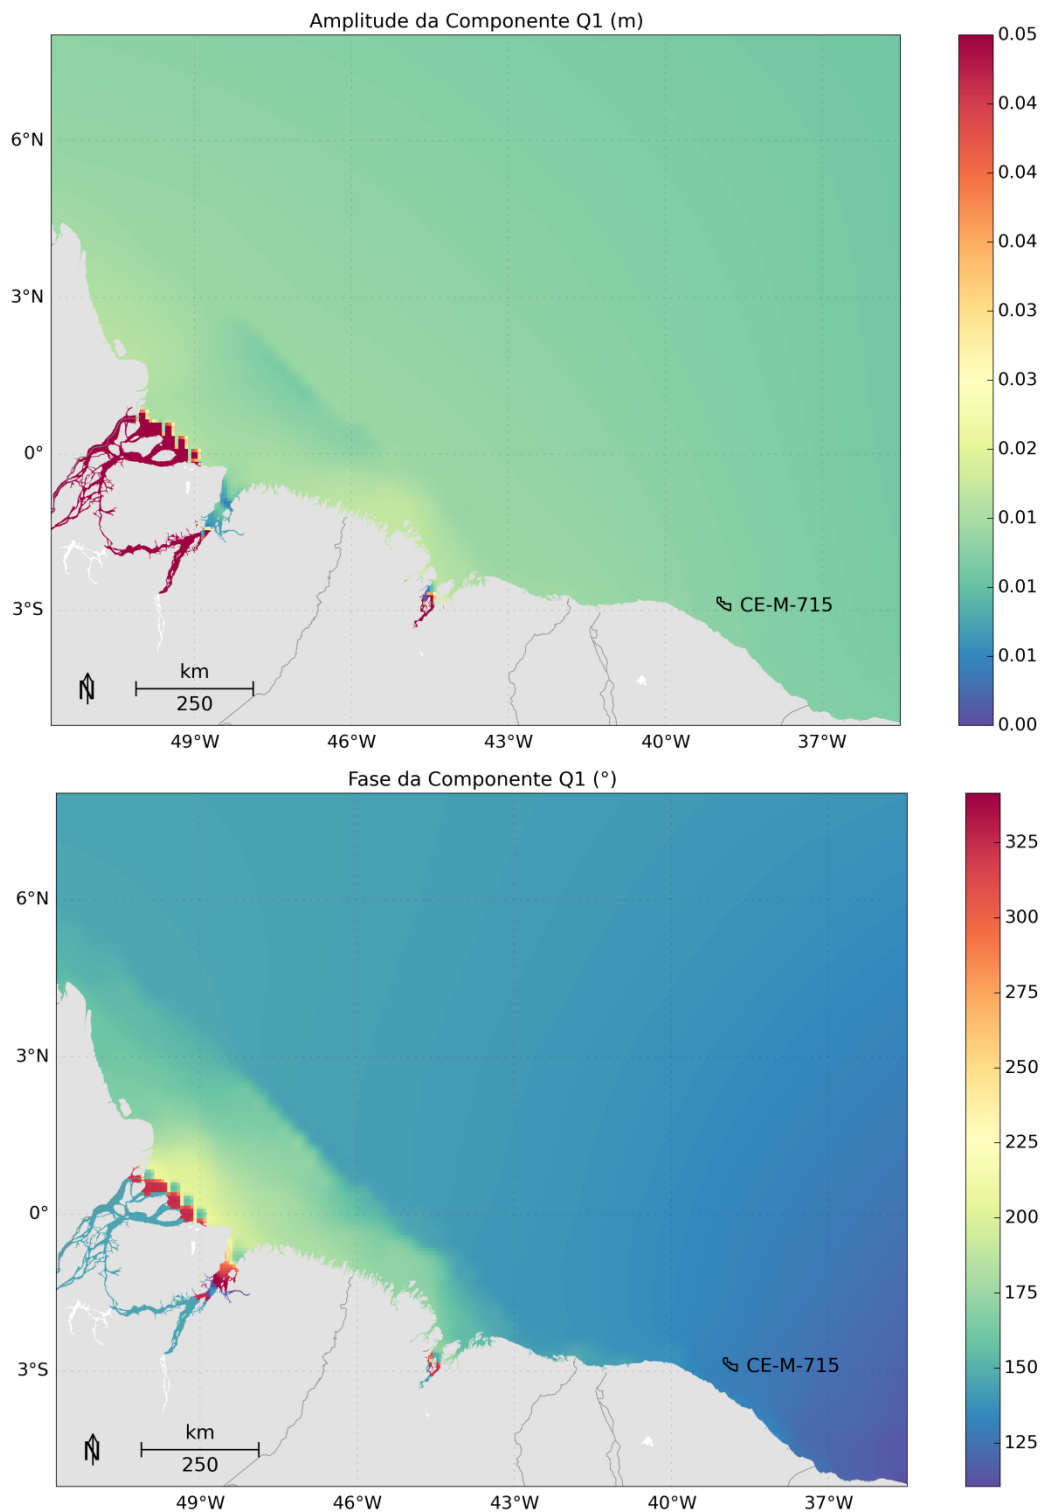 Amplitude da Componente Q1 (m)
6°N
3°N
0°
3°S
CE-M-715
N
km
250
49°W
46°W
43°W
40°W
37°W
0.05
0.04
0.04
0.04
0.03
0.03
0.02
0.01
0.01
0.01
0.00
Fase da Componente Q1 (°)
6°N
3°N
0°
3°S
CE-M-715
N
km
250
49°W
46°W
43°W
40°W
37°W
325
300
275
250
225
200
175
150
125